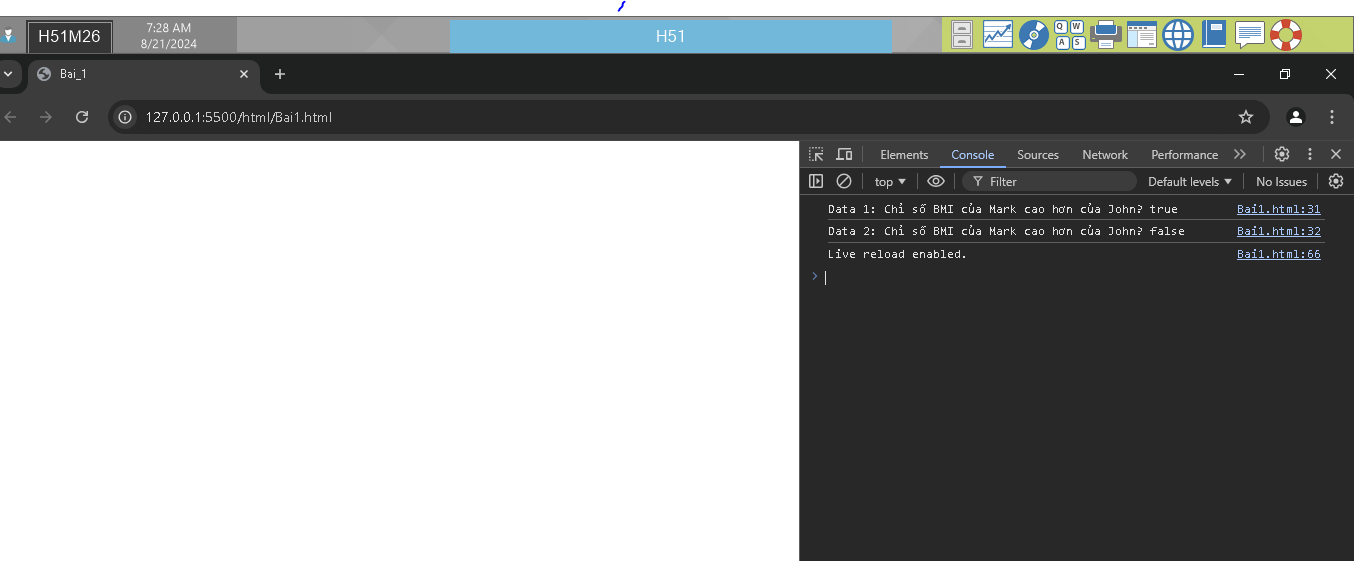 H51M26
7:28 AM
8/21/2024
H51
Q W
A S
Bai_1
127.0.0.1:5500/html/Bai1.html
Elements Console Sources Network Performance
top Filter Default levels No Issues
Data 1: Chỉ số BMI của Mark cao hơn của John? true Bai1.html:31
Data 2: Chỉ số BMI của Mark cao hơn của John? false Bai1.html:32
Live reload enabled. Bai1.html:66